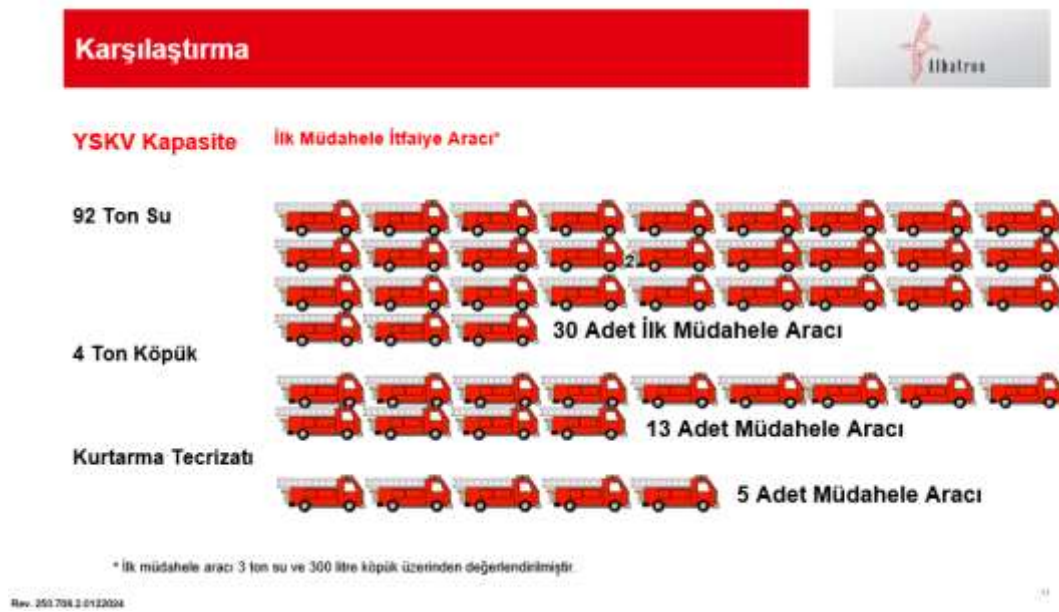 Karşılaştırma
Albatros
YSKV Kapasite
İlk Müdahele İtfaiye Aracı*
92 Ton Su
2
30 Adet İlk Müdahele Aracı
4 Ton Köpük
13 Adet Müdahele Aracı
Kurtarma Tecrizatı
5 Adet Müdahele Aracı
* İlk müdahele aracı 3 ton su ve 300 litre köpük üzerinden değerlendirilmiştir.